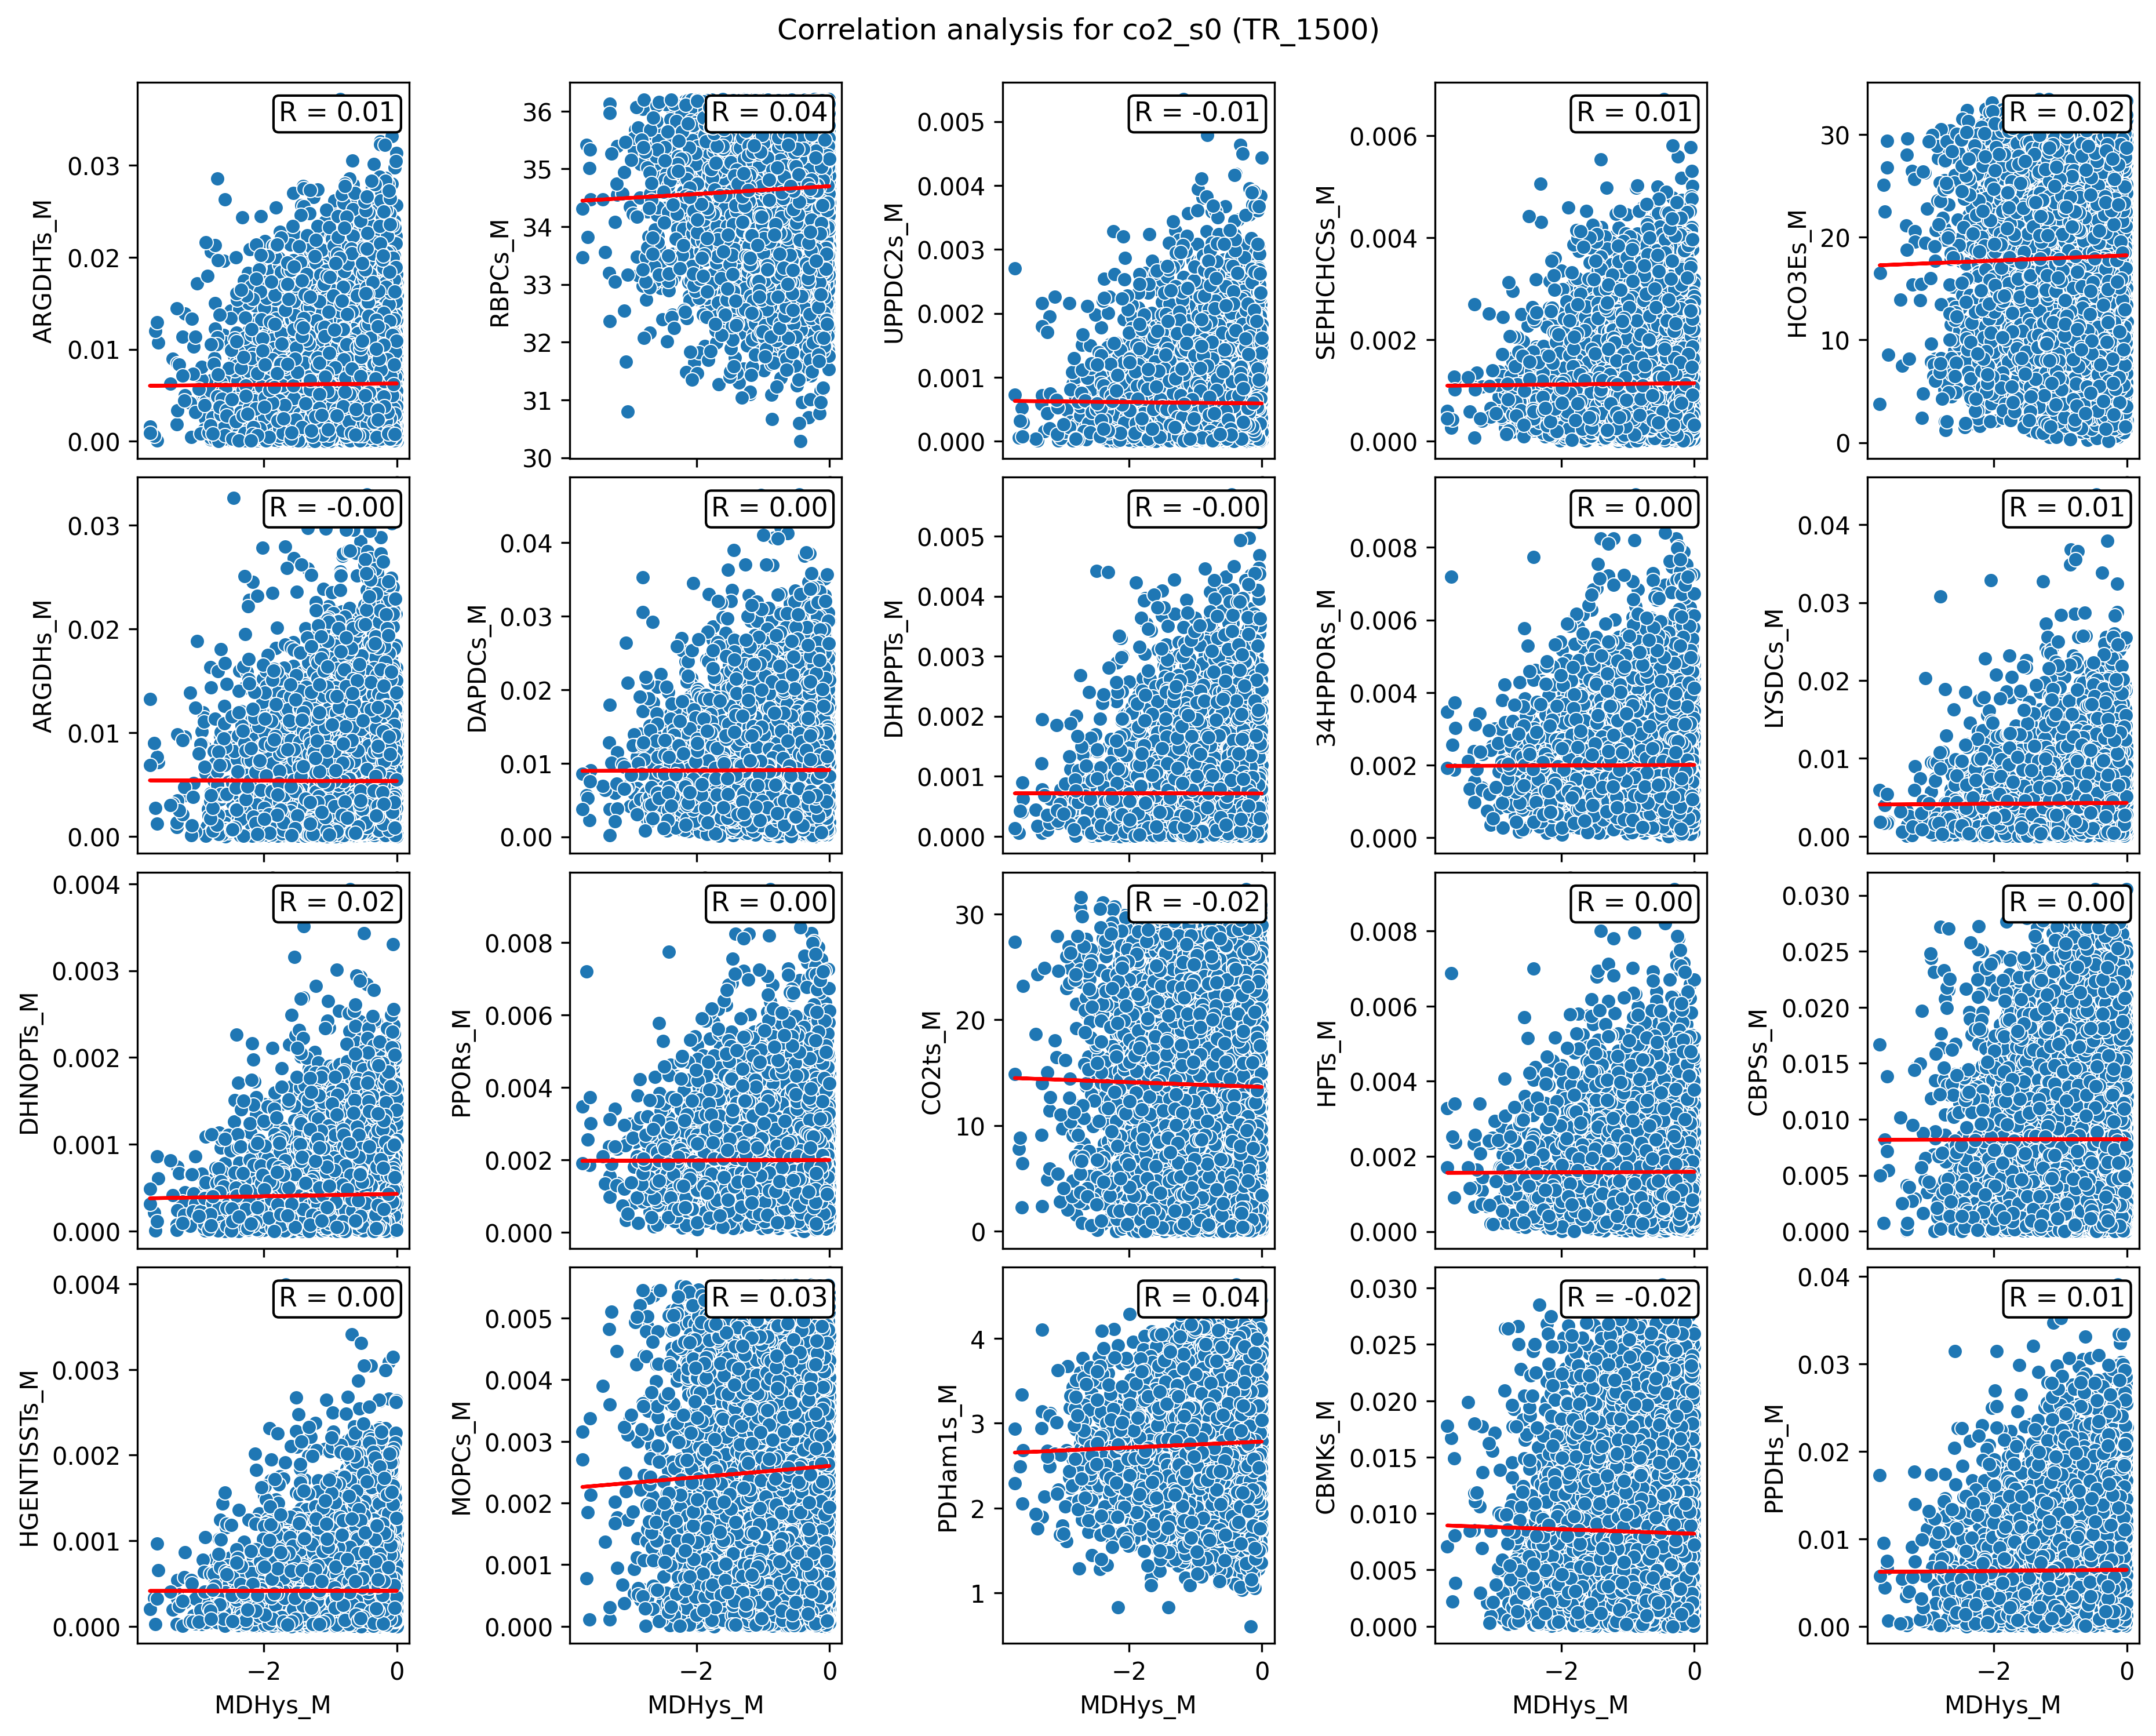 Correlation analysis for co2_s0 (TR_1500)
ARGDHTs_M
0.03
0.02
0.01
0.00
R = 0.01
RBPCs_M
36
35
34
33
32
31
30
R = 0.04
UPPDC2s_M
0.005
0.004
0.003
0.002
0.001
0.000
R = -0.01
SEPHCHCSs_M
0.006
0.004
0.002
0.000
R = 0.01
HCO3Es_M
30
20
10
0
R = 0.02
ARGDHs_M
0.03
0.02
0.01
0.00
R = -0.00
DAPDCs_M
0.04
0.03
0.02
0.01
0.00
R = 0.00
DHNPPTs_M
0.005
0.004
0.003
0.002
0.001
0.000
R = -0.00
34HPPORs_M
0.008
0.006
0.004
0.002
0.000
R = 0.00
LYSDCs_M
0.04
0.03
0.02
0.01
0.00
R = 0.01
DHNOPTs_M
0.004
0.003
0.002
0.001
0.000
R = 0.02
PPORs_M
0.008
0.006
0.004
0.002
0.000
R = 0.00
CO2ts_M
30
20
10
0
R = -0.02
HPTs_M
0.008
0.006
0.004
0.002
0.000
R = 0.00
CBPSs_M
0.030
0.025
0.020
0.015
0.010
0.005
0.000
R = 0.00
HGENTISSTs_M
0.004
0.003
0.002
0.001
0.000
R = 0.00
−2
0
MDHys_M
MOPCs_M
0.005
0.004
0.003
0.002
0.001
0.000
R = 0.03
−2
0
MDHys_M
PDHam1s_M
4
3
2
1
R = 0.04
−2
0
MDHys_M
CBMKs_M
0.030
0.025
0.020
0.015
0.010
0.005
0.000
R = -0.02
−2
0
MDHys_M
PPDHs_M
0.04
0.03
0.02
0.01
0.00
R = 0.01
−2
0
MDHys_M